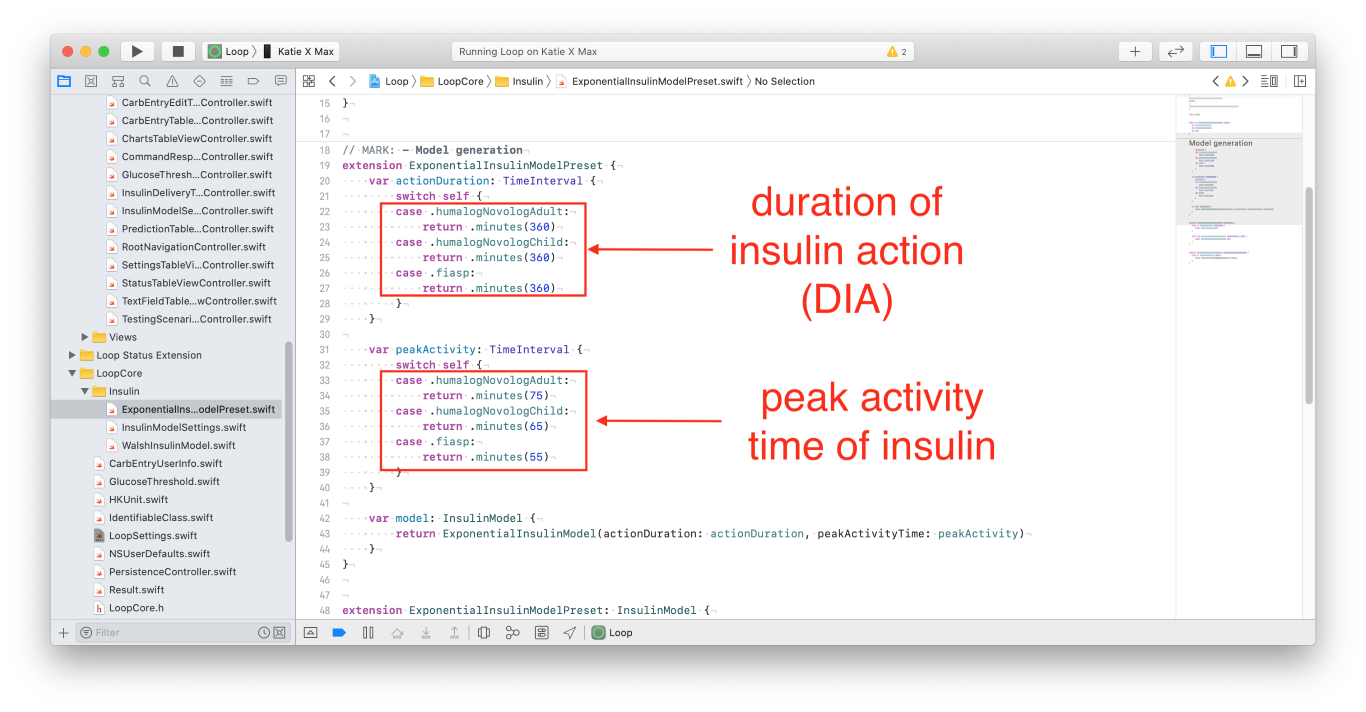 Loop
Katie X Max
Running Loop on Katie X Max
2
Loop
LoopCore
Insulin
ExponentialInsulinModelPreset.swift
No Selection
CarbEntryEditT...Controller.swift
CarbEntryTable...Controller.swift
ChartsTableViewController.swift
CommandResp...Controller.swift
GlucoseThresh...Controller.swift
InsulinDeliveryT...Controller.swift
InsulinModelSe...Controller.swift
PredictionTable...Controller.swift
RootNavigationController.swift
SettingsTableVi...Controller.swift
StatusTableViewController.swift
TextFieldTable...wController.swift
TestingScenari...Controller.swift
Views
Loop Status Extension
LoopCore
Insulin
ExponentialIns...odelPreset.swift
InsulinModelSettings.swift
WalshInsulinModel.swift
CarbEntryUserInfo.swift
GlucoseThreshold.swift
HKUnit.swift
IdentifiableClass.swift
LoopSettings.swift
NSUserDefaults.swift
PersistenceController.swift
Result.swift
LoopCore.h
Filter
15 }
16
17
18 // MARK: - Model generation
19 extension ExponentialInsulinModelPreset {
20 var actionDuration: TimeInterval {
21 switch self {
22 case .humalogNovologAdult:
23 return .minutes(360)
24 case .humalogNovologChild:
25 return .minutes(360)
26 case .fiasp:
27 return .minutes(360)
28 }
29 }
30
31 var peakActivity: TimeInterval {
32 switch self {
33 case .humalogNovologAdult:
34 return .minutes(75)
35 case .humalogNovologChild:
36 return .minutes(65)
37 case .fiasp:
38 return .minutes(55)
39 }
40 }
41
42 var model: InsulinModel {
43 return ExponentialInsulinModel(actionDuration: actionDuration, peakActivityTime: peakActivity)
44 }
45 }
46
47
48 extension ExponentialInsulinModelPreset: InsulinModel {
duration of
insulin action
(DIA)
peak activity
time of insulin
Model generation
Loop